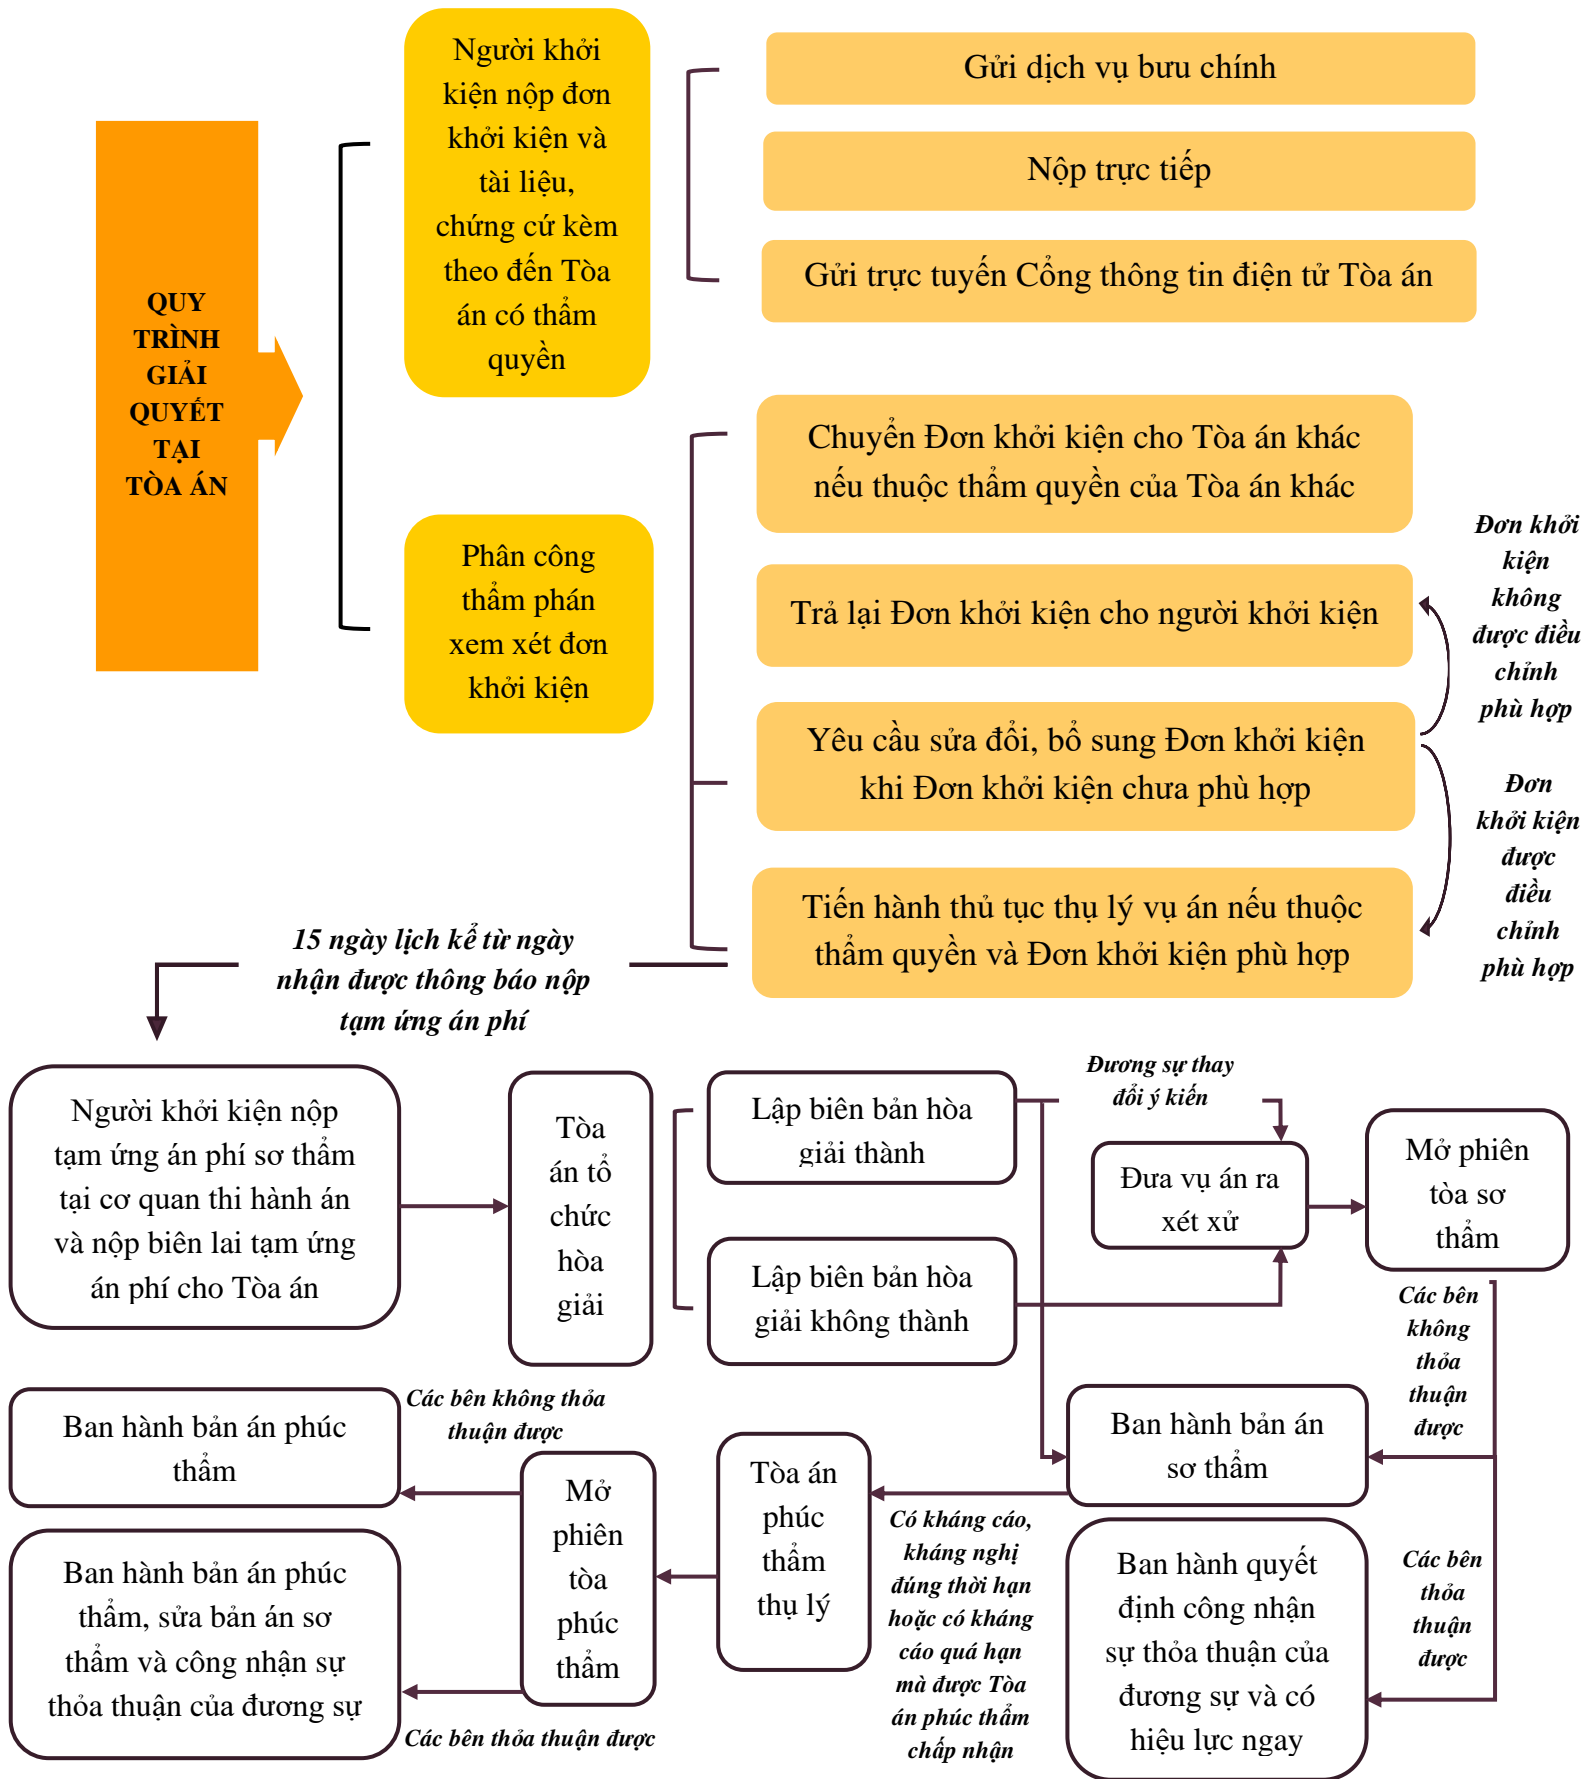 QUY
TRÌNH
GIẢI
QUYẾT
TẠI
TÒA ÁN
Người khởi
kiện nộp đơn
khởi kiện và
tài liệu,
chứng cứ kèm
theo đến Tòa
án có thẩm
quyền
Gửi dịch vụ bưu chính
Nộp trực tiếp
Gửi trực tuyến Cổng thông tin điện tử Tòa án
Phân công
thẩm phán
xem xét đơn
khởi kiện
Chuyển Đơn khởi kiện cho Tòa án khác
nếu thuộc thẩm quyền của Tòa án khác
Trả lại Đơn khởi kiện cho người khởi kiện
Yêu cầu sửa đổi, bổ sung Đơn khởi kiện
khi Đơn khởi kiện chưa phù hợp
Tiến hành thủ tục thụ lý vụ án nếu thuộc
thẩm quyền và Đơn khởi kiện phù hợp
Đơn khởi
kiện
không
được điều
chỉnh
phù hợp
Đơn
khởi kiện
được
điều
chỉnh
phù hợp
15 ngày lịch kể từ ngày
nhận được thông báo nộp
tạm ứng án phí
Người khởi kiện nộp
tạm ứng án phí sơ thẩm
tại cơ quan thi hành án
và nộp biên lai tạm ứng
án phí cho Tòa án
Tòa
án tổ
chức
hòa
giải
Lập biên bản hòa
giải thành
Lập biên bản hòa
giải không thành
Đương sự thay
đổi ý kiến
Đưa vụ án ra
xét xử
Mở phiên
tòa sơ
thẩm
Các bên
không
thỏa
thuận
được
Ban hành bản án
sơ thẩm
Các bên
thỏa
thuận
được
Ban hành quyết
định công nhận
sự thỏa thuận của
đương sự và có
hiệu lực ngay
Có kháng cáo,
kháng nghị
đúng thời hạn
hoặc có kháng
cáo quá hạn
mà được Tòa
án phúc thẩm
chấp nhận
Tòa án
phúc
thẩm
thụ lý
Mở
phiên
tòa
phúc
thẩm
Các bên không thỏa
thuận được
Ban hành bản án phúc
thẩm
Ban hành bản án phúc
thẩm, sửa bản án sơ
thẩm và công nhận sự
thỏa thuận của đương sự
Các bên thỏa thuận được